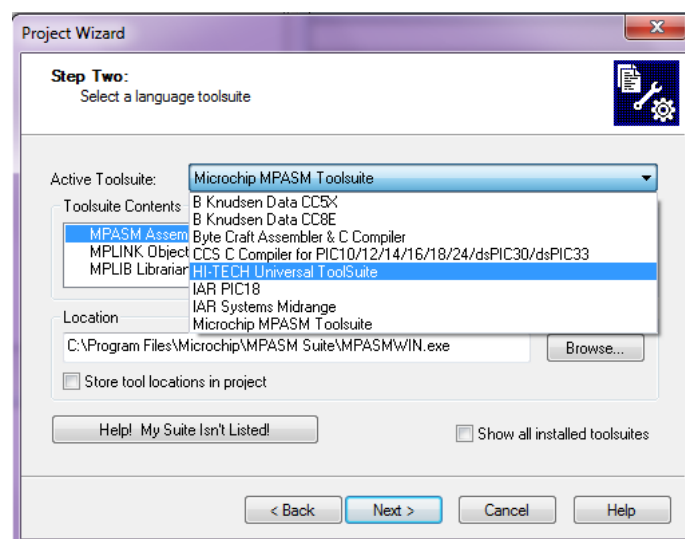 Project Wizard
Step Two:
Select a language toolsuite
Active Toolsuite: Microchip MPASM Toolsuite
B Knudsen Data CC5X
Toolsuite Contents B Knudsen Data CC8E
MPASM Assem Byte Craft Assembler & C Compiler
MPLINK Object CCS C Compiler for PIC10/12/14/16/18/24/dsPIC30/dsPIC33
MPLIB Librarian HI-TECH Universal ToolSuite
IAR PIC18
Location IAR Systems Midrange
Microchip MPASM Toolsuite
C:\Program Files\Microchip\MPASM Suite\MPASMWIN.exe Browse...
Store tool locations in project
Help! My Suite Isn't Listed! Show all installed toolsuites
< Back Next > Cancel Help